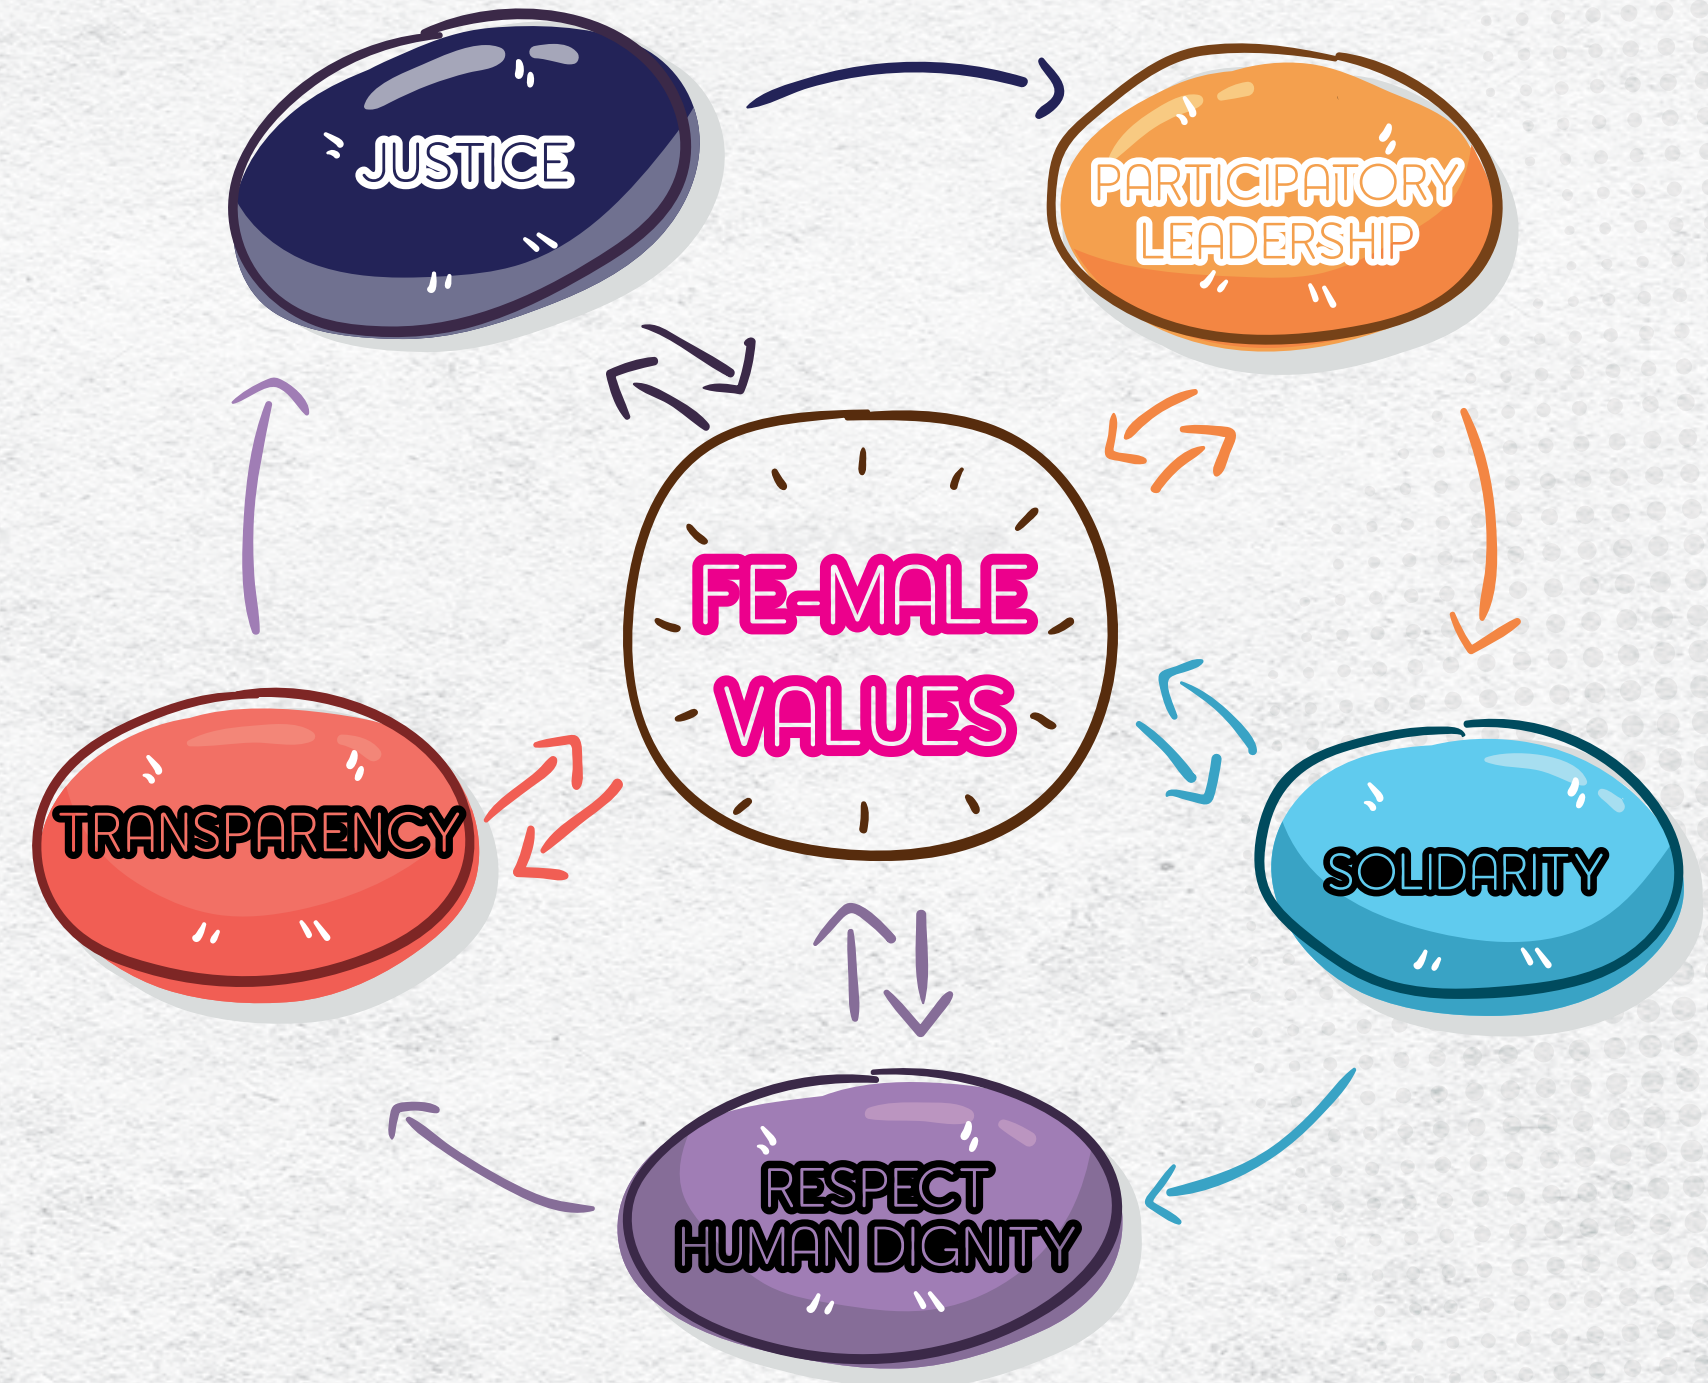 JUSTICE
PARTICIPATORY
LEADERSHIP
FE-MALE
VALUES
TRANSPARENCY
SOLIDARITY
RESPECT
HUMAN DIGNITY